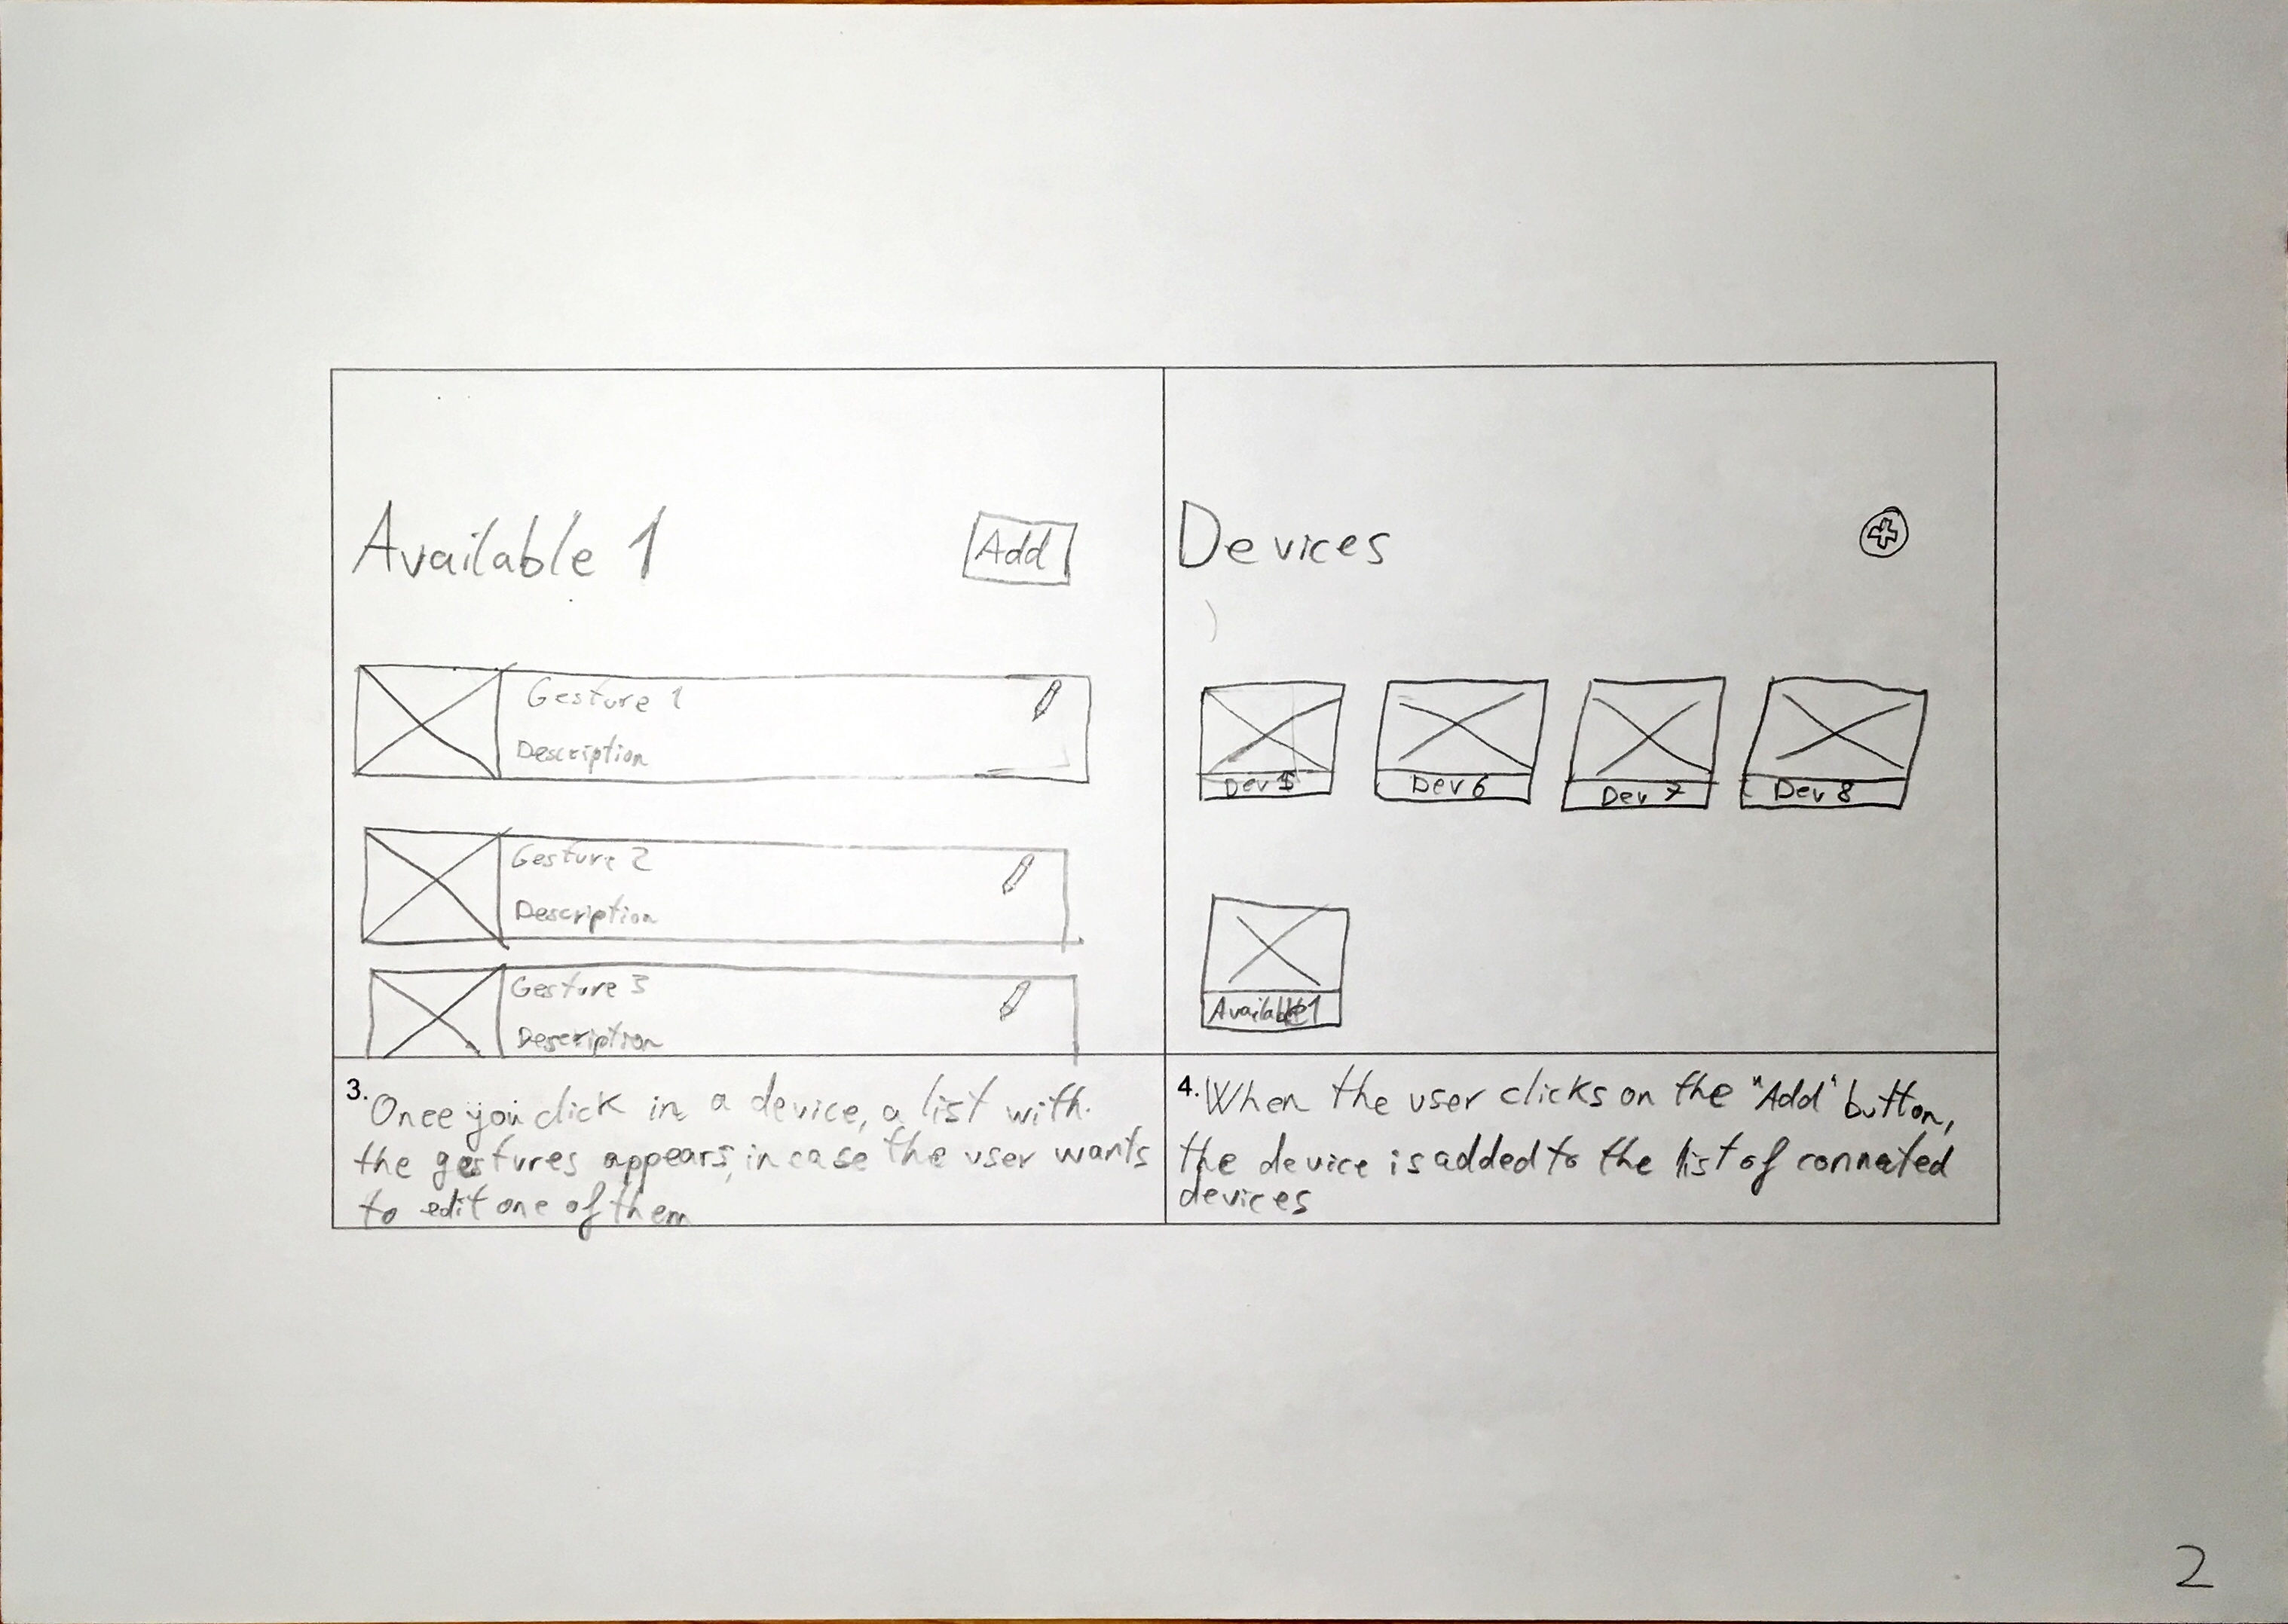 Available 1
Add
Gesture 1
Description
Gesture 2
Description
Gesture 3
Description
3. Once you click in a device, a list with
the gestures appears, in case the user wants
to edit one of them
Devices
Dev 5
Dev 6
Dev 7
Dev 8
Available 1
4. When the user clicks on the "Add" button,
the device is added to the list of connated
devices
2